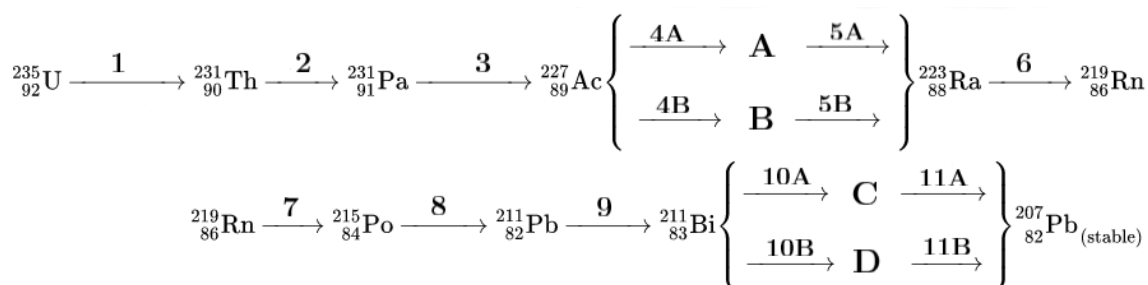 1 2 3 4A A 5A 6
²³⁵₉₂U ²³¹₉₀Th ²³¹₉₁Pa ²²⁷₈₉Ac ²²³₈₈Ra ²¹⁹₈₆Rn
4B B 5B
7 8 9 10A C 11A
²¹⁹₈₆Rn ²¹⁵₈₄Po ²¹¹₈₂Pb ²¹¹₈₃Bi ²⁰⁷₈₂Pb(stable)
10B D 11B